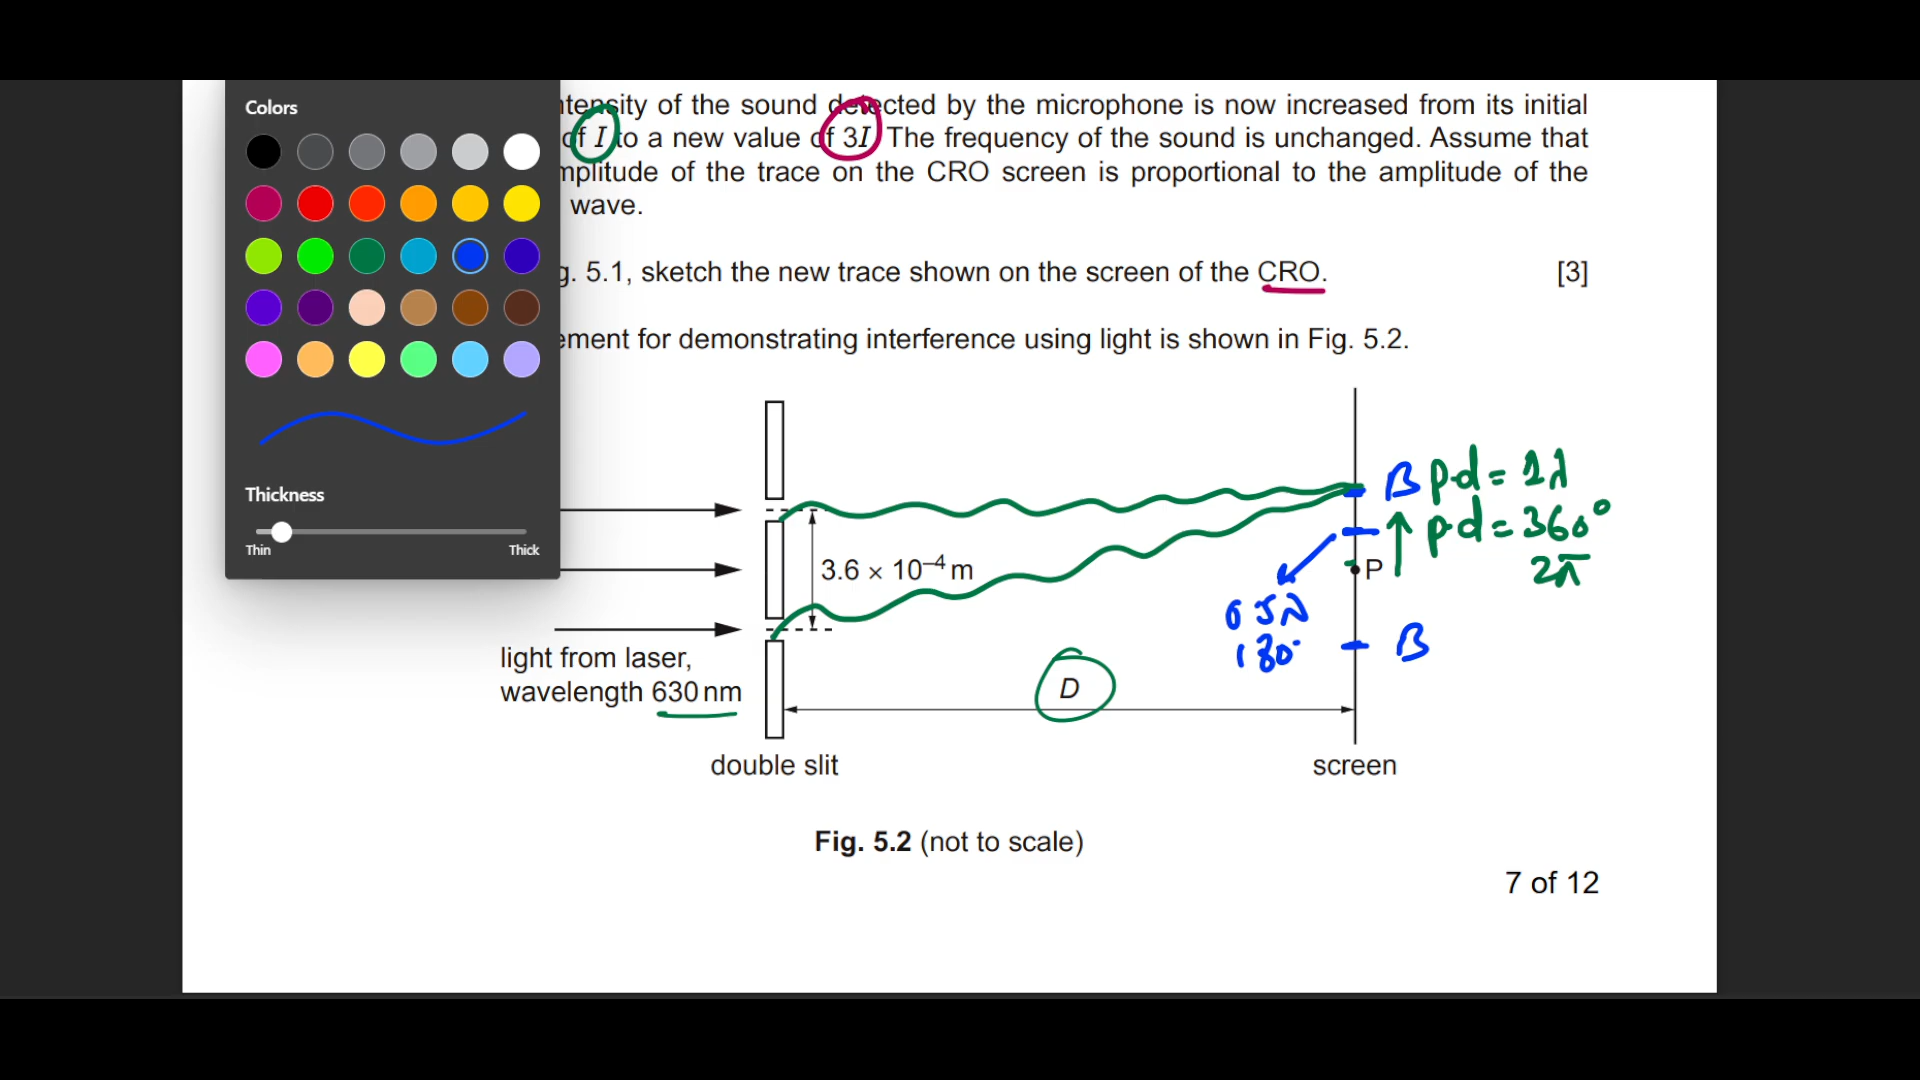 Colors
ntensity of the sound detected by the microphone is now increased from its initial
of I to a new value of 3I. The frequency of the sound is unchanged. Assume that
mplitude of the trace on the CRO screen is proportional to the amplitude of the
wave.
g. 5.1, sketch the new trace shown on the screen of the CRO. [3]
ement for demonstrating interference using light is shown in Fig. 5.2.
Thickness
Thin Thick
B p.d = 1λ
p.d = 360°
2π
3.6 × 10⁻⁴ m
P
0.5λ
180°
B
light from laser,
wavelength 630 nm
D
double slit
screen
Fig. 5.2 (not to scale)
7 of 12